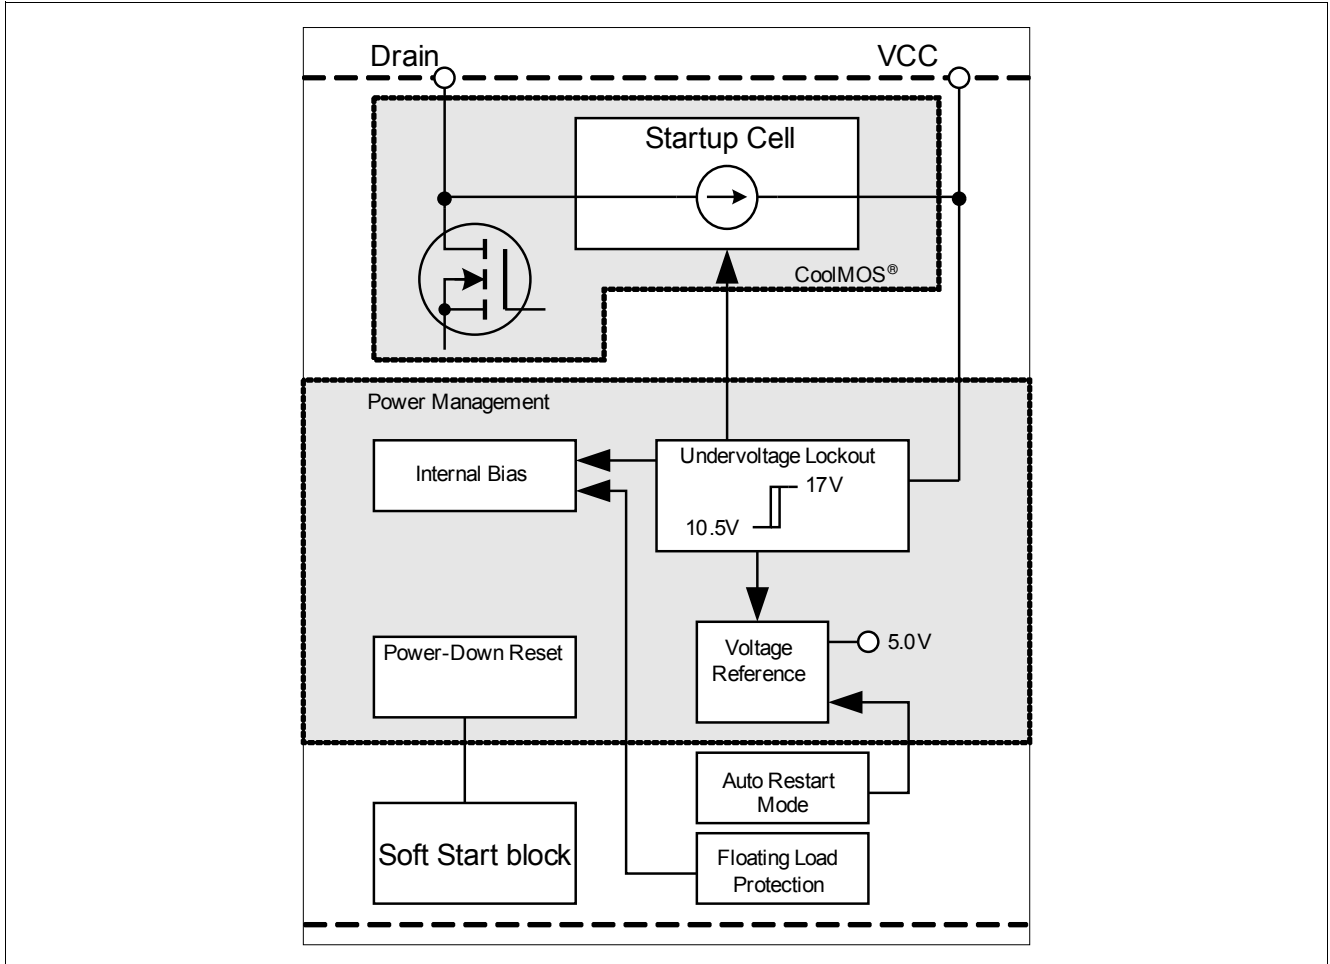 Drain
VCC
Startup Cell
CoolMOS®
Power Management
Internal Bias
Undervoltage Lockout
17V
10.5V
Power-Down Reset
Voltage
Reference
5.0V
Auto Restart
Mode
Soft Start block
Floating Load
Protection